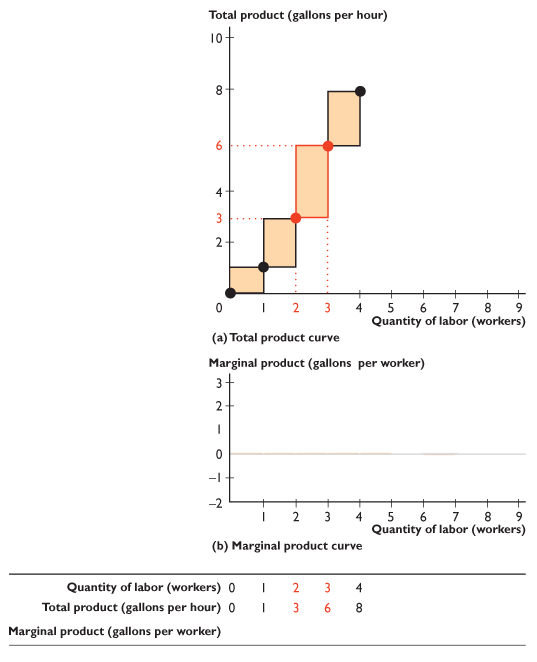 Total product (gallons per hour)
10
8
6
4
3
2
0 1 2 3 4 5 6 7 8 9
Quantity of labor (workers)
(a) Total product curve
Marginal product (gallons per worker)
3
2
1
0
–1
–2
1 2 3 4 5 6 7 8 9
Quantity of labor (workers)
(b) Marginal product curve
Quantity of labor (workers) 0 1 2 3 4
Total product (gallons per hour) 0 1 3 6 8
Marginal product (gallons per worker)